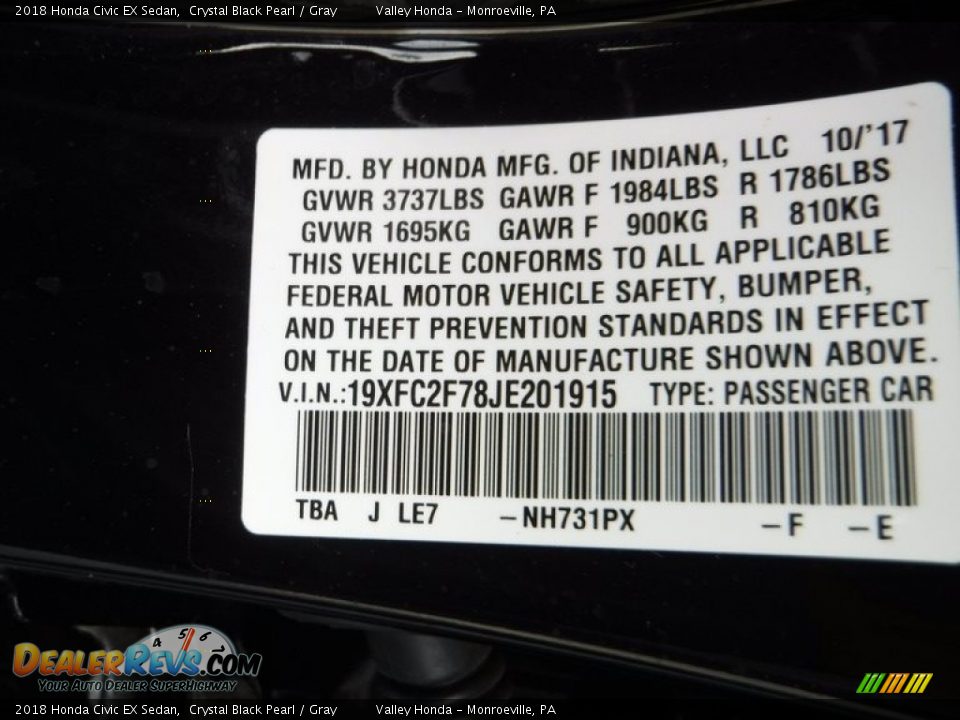 2018 Honda Civic EX Sedan, Crystal Black Pearl / Gray Valley Honda - Monroeville, PA
MFD. BY HONDA MFG. OF INDIANA, LLC 10/'17
GVWR 3737LBS GAWR F 1984LBS R 1786LBS
GVWR 1695KG GAWR F 900KG R 810KG
THIS VEHICLE CONFORMS TO ALL APPLICABLE
FEDERAL MOTOR VEHICLE SAFETY, BUMPER,
AND THEFT PREVENTION STANDARDS IN EFFECT
ON THE DATE OF MANUFACTURE SHOWN ABOVE.
V.I.N.:19XFC2F78JE201915 TYPE: PASSENGER CAR
TBA J LE7 -NH731PX -F -E
4 5 6 7
DEALERREVS.COM
YOUR AUTO DEALER SUPERHIGHWAY
2018 Honda Civic EX Sedan, Crystal Black Pearl / Gray Valley Honda - Monroeville, PA